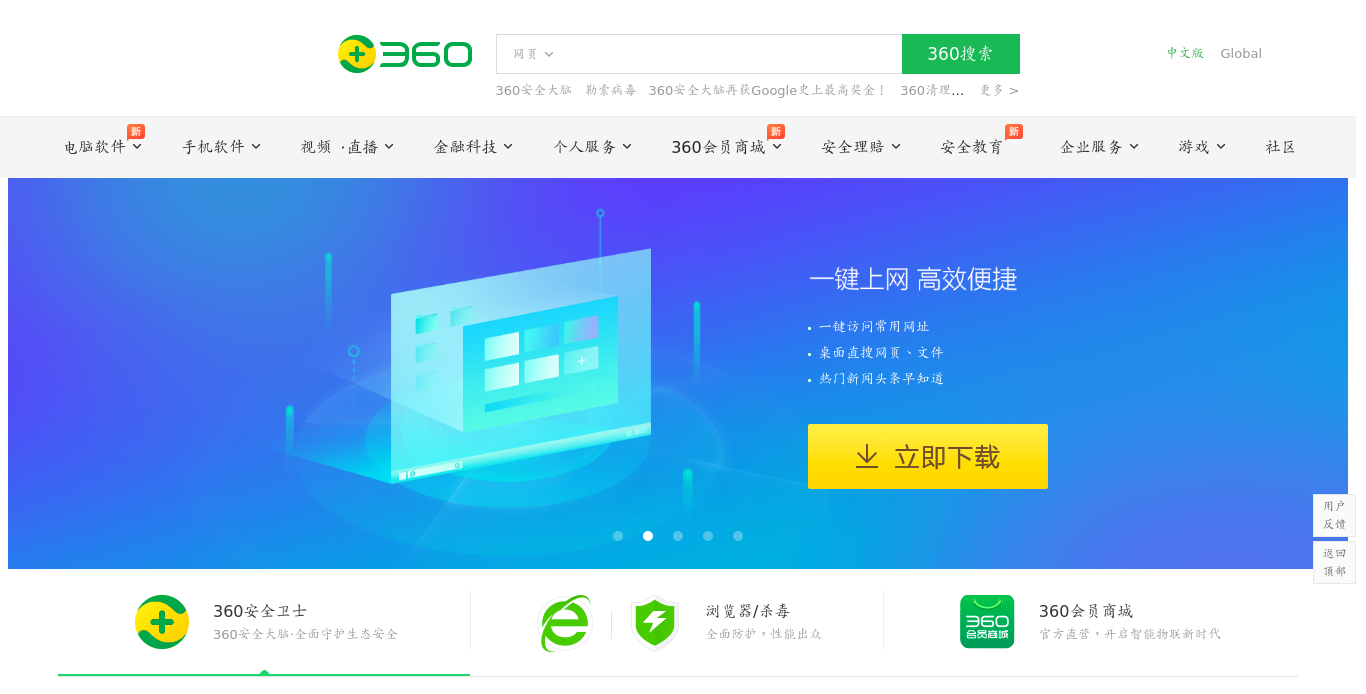 360
网页
360搜索
中文版 Global
360安全大脑 勒索病毒 360安全大脑再获Google史上最高奖金！ 360清理... 更多 >
新 新 新
电脑软件 手机软件 视频 ·直播 金融科技 个人服务 360会员商城 安全理赔 安全教育 企业服务 游戏 社区
一键上网 高效便捷
一键访问常用网址
桌面直搜网页、文件
热门新闻头条早知道
立即下载
用户
反馈
返回
顶部
360安全卫士
360安全大脑·全面守护生态安全
浏览器/杀毒
全面防护，性能出众
360
会员商城
360会员商城
官方直营，开启智能物联新时代